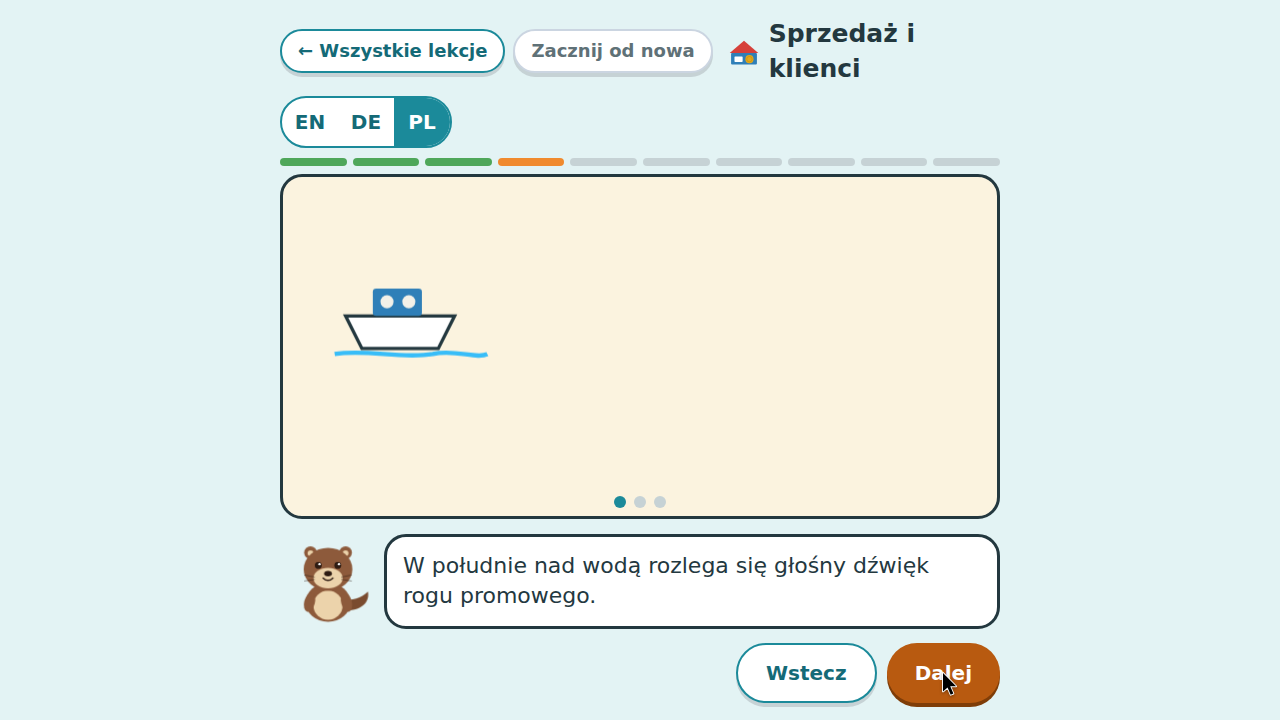 ← Wszystkie lekcje
Zacznij od nowa
Sprzedaż i
klienci
EN DE PL
W południe nad wodą rozlega się głośny dźwięk
rogu promowego.
Wstecz
Dalej